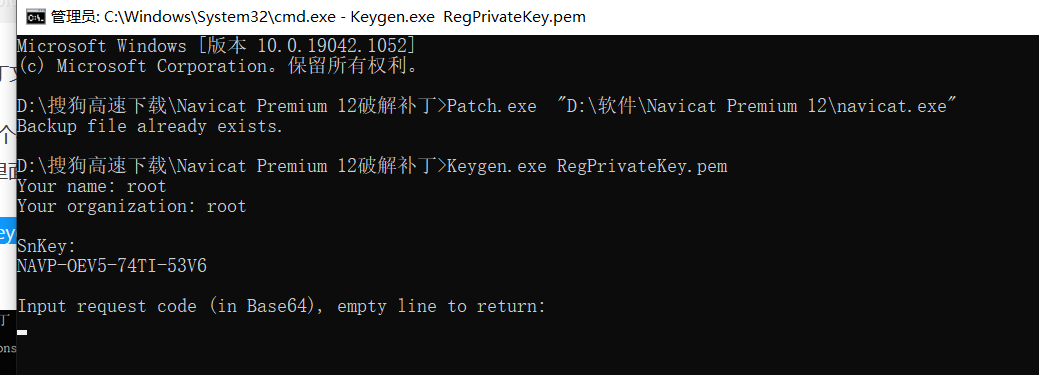 管理员: C:\Windows\System32\cmd.exe - Keygen.exe  RegPrivateKey.pem
Microsoft Windows [版本 10.0.19042.1052]
(c) Microsoft Corporation。保留所有权利。
D:\搜狗高速下载\Navicat Premium 12破解补丁>Patch.exe  "D:\软件\Navicat Premium 12\navicat.exe"
Backup file already exists.
D:\搜狗高速下载\Navicat Premium 12破解补丁>Keygen.exe RegPrivateKey.pem
Your name: root
Your organization: root
SnKey:
NAVP-OEV5-74TI-53V6
Input request code (in Base64), empty line to return: